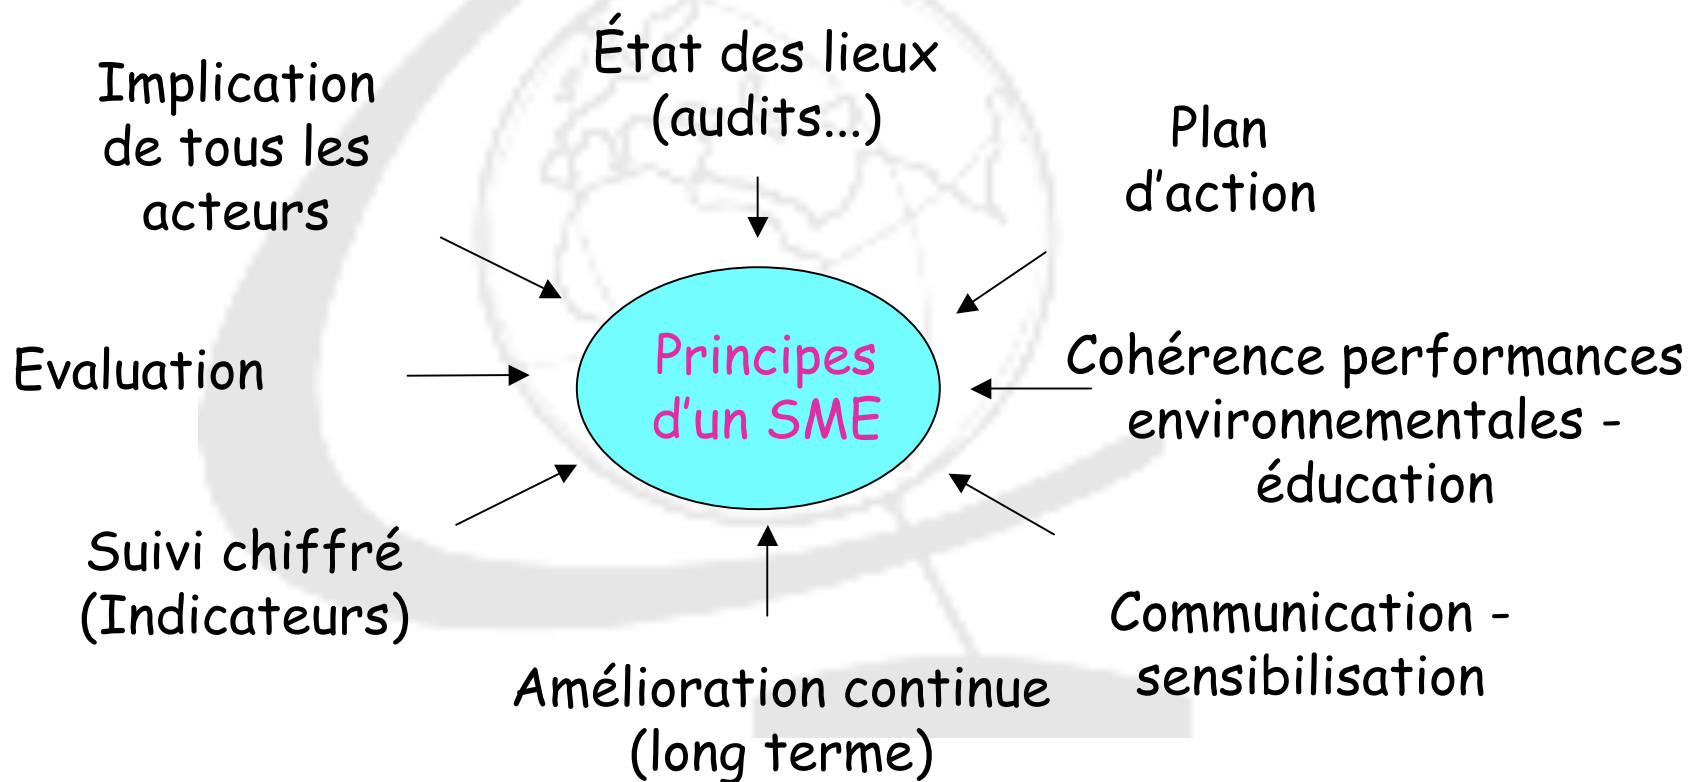 État des lieux
(audits...)
Implication
de tous les
acteurs
Plan
d'action
Principes
d'un SME
Evaluation
Cohérence performances
environnementales -
éducation
Suivi chiffré
(Indicateurs)
Communication -
sensibilisation
Amélioration continue
(long terme)